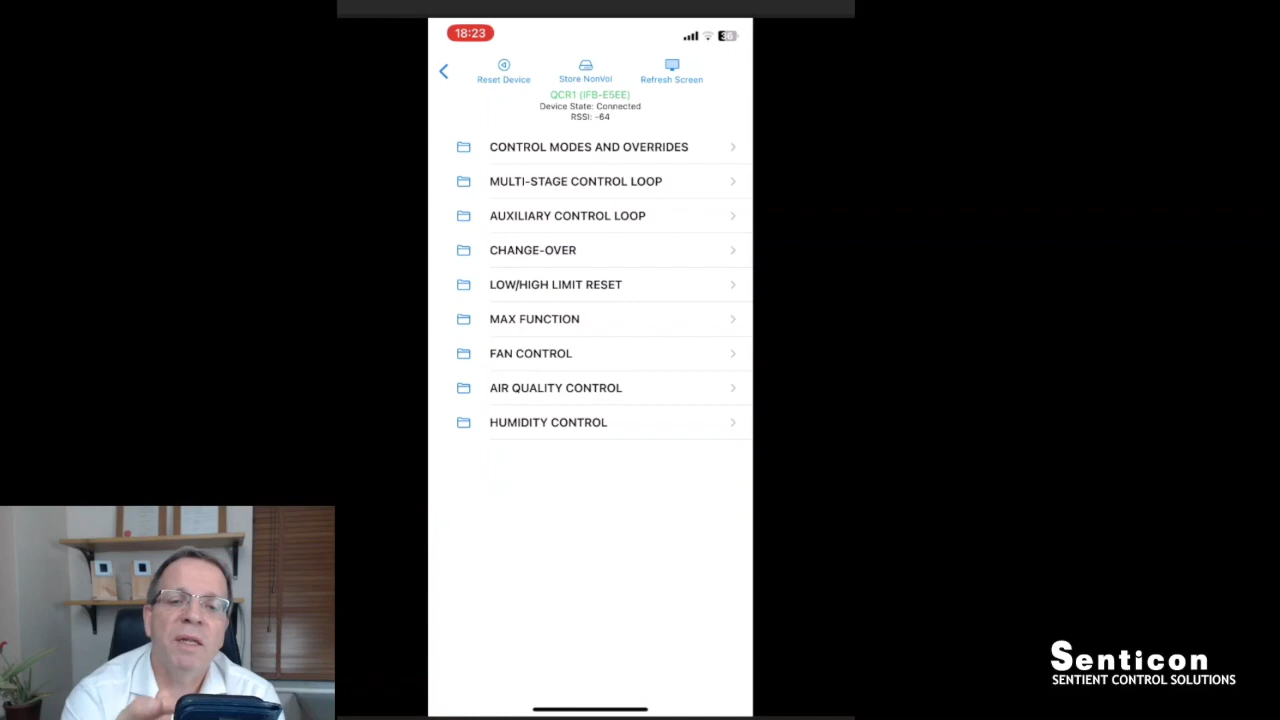 18:23
36
Reset Device
Store NonVol
Refresh Screen
QCR1 (IFB-E5EE)
Device State: Connected
RSSI: -64
CONTROL MODES AND OVERRIDES
MULTI-STAGE CONTROL LOOP
AUXILIARY CONTROL LOOP
CHANGE-OVER
LOW/HIGH LIMIT RESET
MAX FUNCTION
FAN CONTROL
AIR QUALITY CONTROL
HUMIDITY CONTROL
Senticon
SENTIENT CONTROL SOLUTIONS